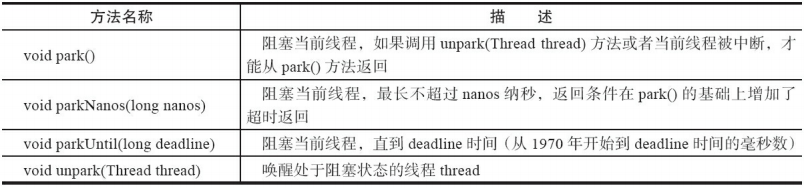 方法名称 描 述
void park() 阻塞当前线程，如果调用 unpark(Thread thread) 方法或者当前线程被中断，才
能从 park() 方法返回
void parkNanos(long nanos) 阻塞当前线程，最长不超过 nanos 纳秒，返回条件在 park() 的基础上增加了
超时返回
void parkUntil(long deadline) 阻塞当前线程，直到 deadline 时间（从 1970 年开始到 deadline 时间的毫秒数）
void unpark(Thread thread) 唤醒处于阻塞状态的线程 thread